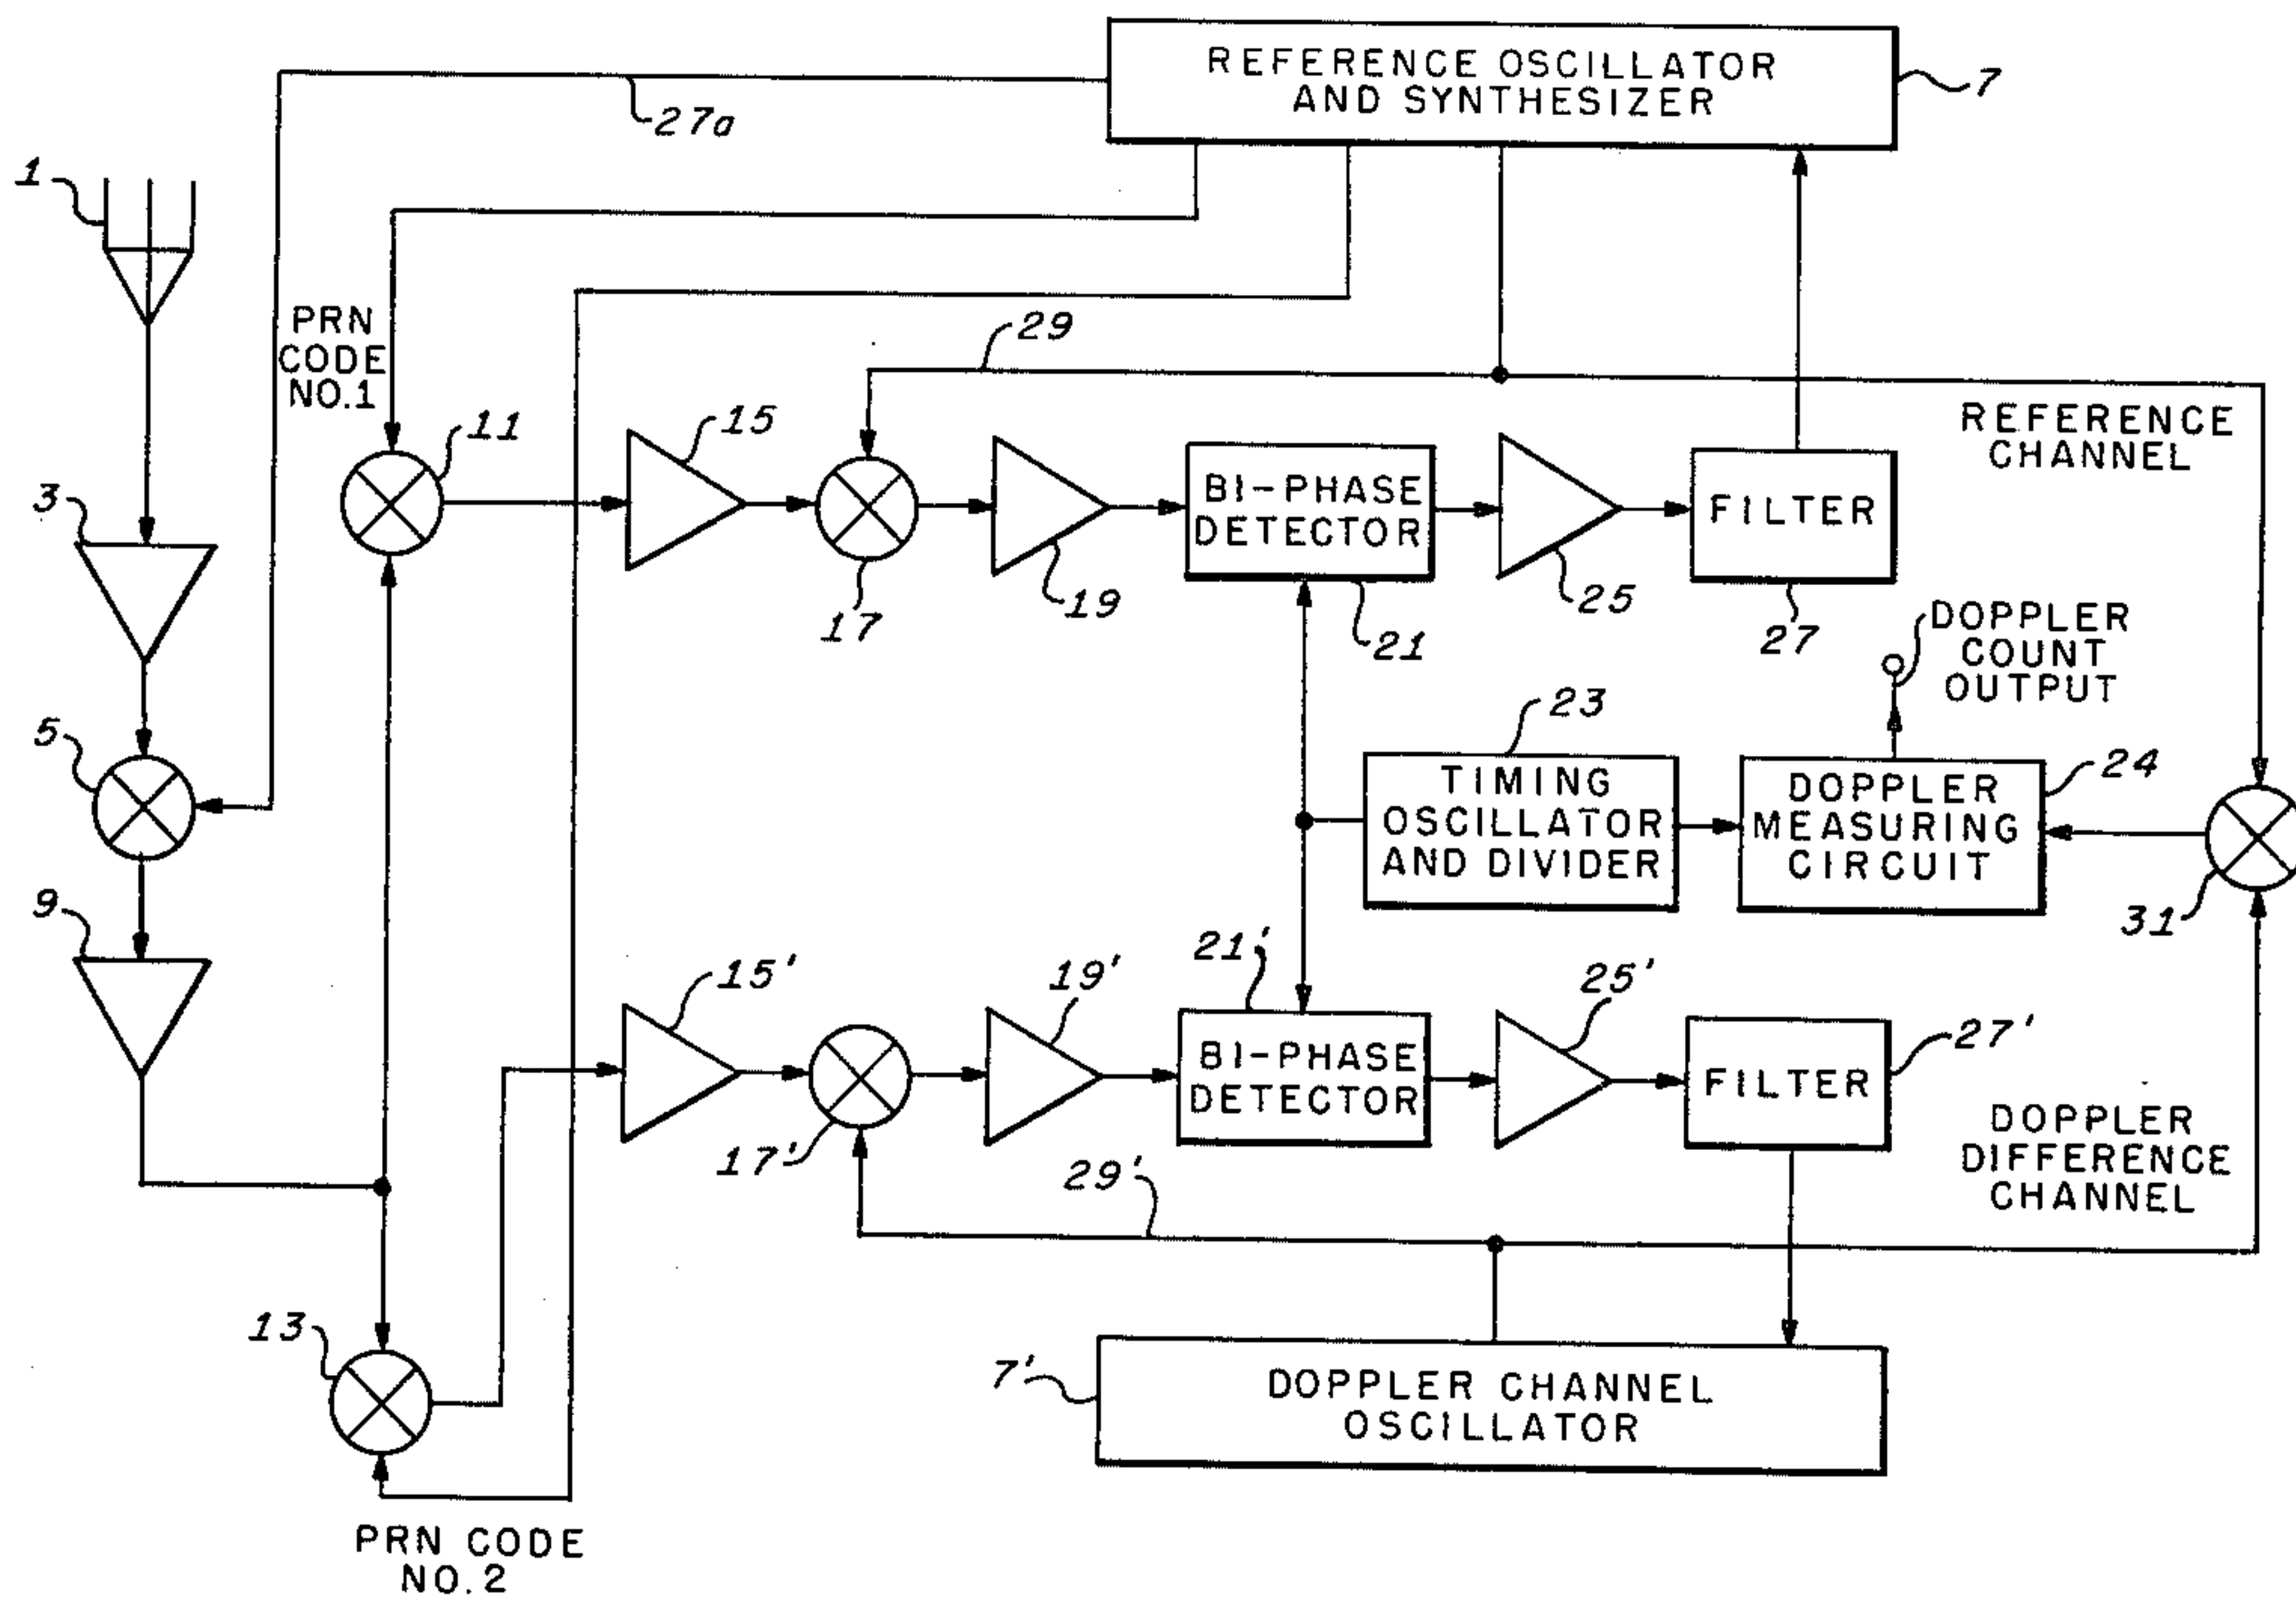 REFERENCE OSCILLATOR
AND SYNTHESIZER
7
27a
1
PRN
CODE
NO.1
29
11
15
REFERENCE
CHANNEL
3
BI-PHASE
DETECTOR
FILTER
17
19
21
25
27
DOPPLER
COUNT
OUTPUT
5
23
TIMING
OSCILLATOR
AND DIVIDER
DOPPLER
MEASURING
CIRCUIT
24
31
9
15'
19'
21'
25'
27'
BI-PHASE
DETECTOR
FILTER
17'
29'
DOPPLER
DIFFERENCE
CHANNEL
13
7'
DOPPLER CHANNEL
OSCILLATOR
PRN CODE
NO.2